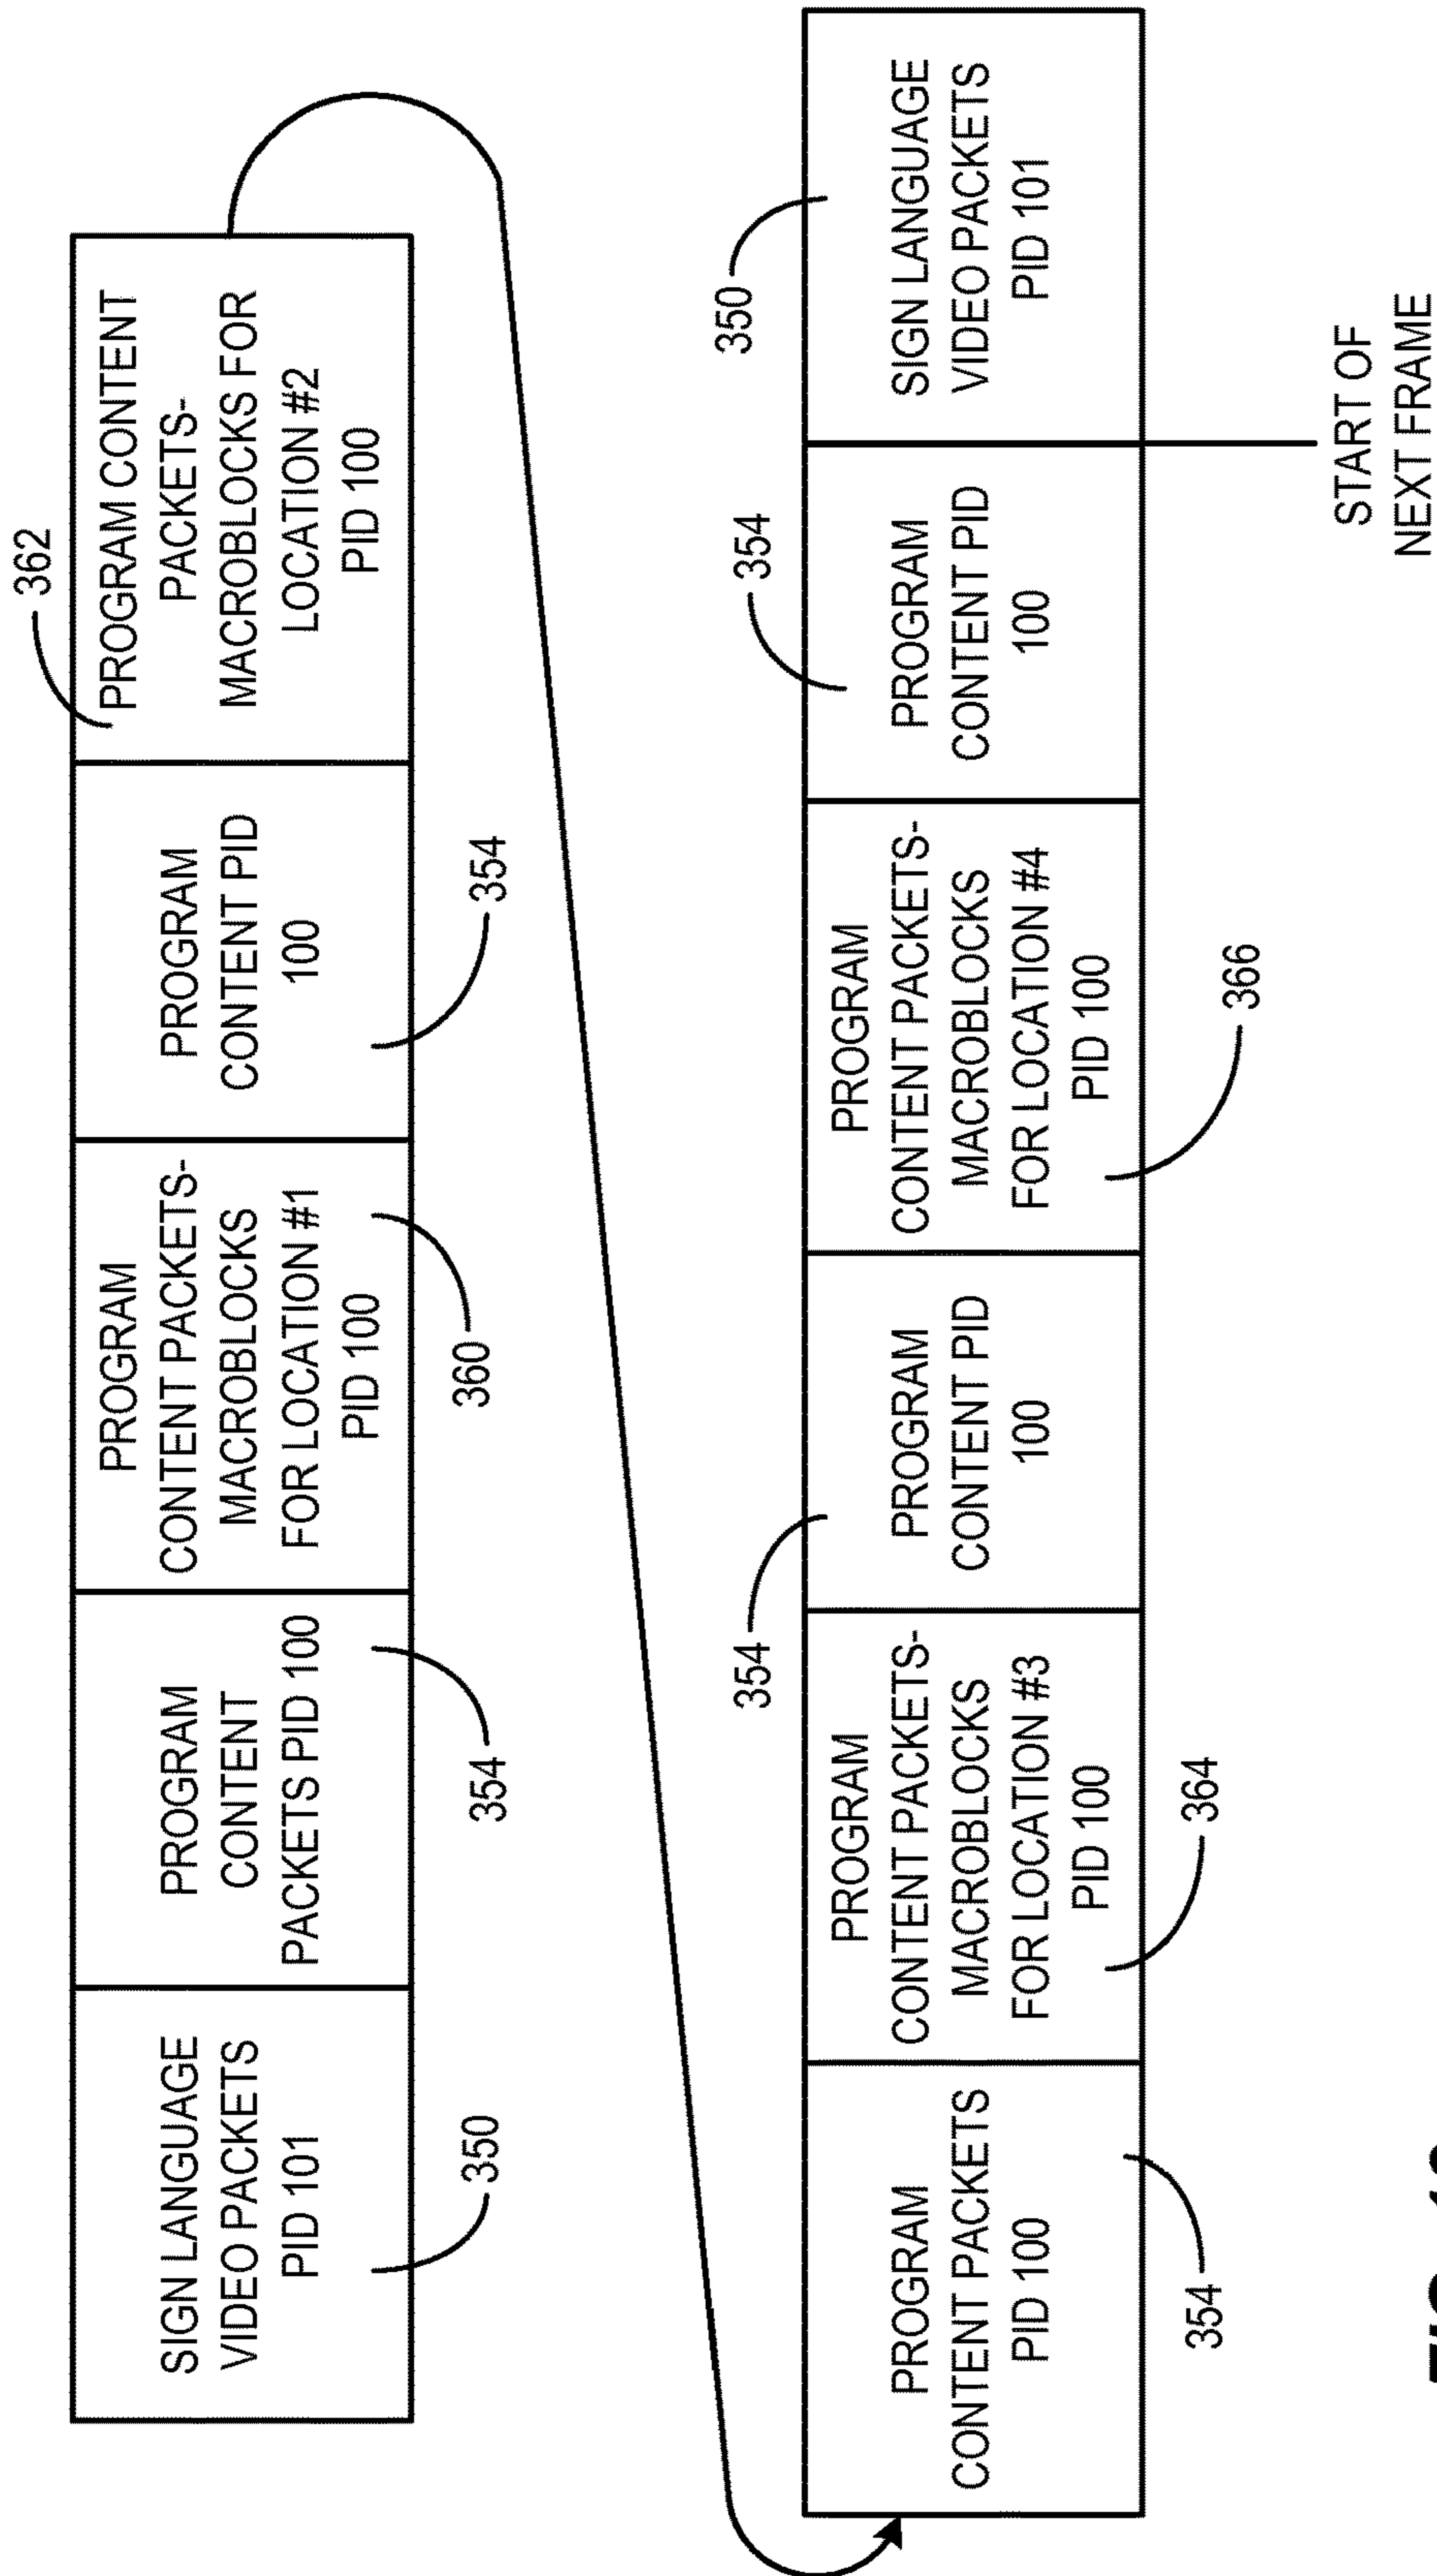 SIGN LANGUAGE
VIDEO PACKETS
PID 101
350
PROGRAM
CONTENT
PACKETS PID 100
354
PROGRAM
CONTENT PACKETS-
MACROBLOCKS
FOR LOCATION #1
PID 100
360
PROGRAM
CONTENT PID
100
354
362
PROGRAM CONTENT
PACKETS-
MACROBLOCKS FOR
LOCATION #2
PID 100
PROGRAM
CONTENT PACKETS
PID 100
354
PROGRAM
CONTENT PACKETS-
MACROBLOCKS
FOR LOCATION #3
PID 100
364
354
PROGRAM
CONTENT PID
100
PROGRAM
CONTENT PACKETS-
MACROBLOCKS
FOR LOCATION #4
PID 100
366
354
PROGRAM
CONTENT PID
100
350
SIGN LANGUAGE
VIDEO PACKETS
PID 101
START OF
NEXT FRAME